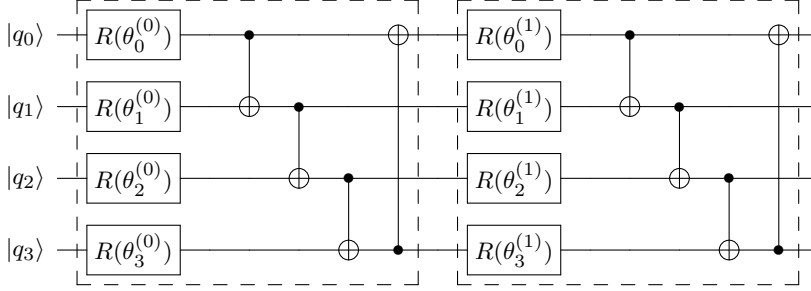 |q₀⟩ R(θ₀⁽⁰⁾) R(θ₀⁽¹⁾)
|q₁⟩ R(θ₁⁽⁰⁾) R(θ₁⁽¹⁾)
|q₂⟩ R(θ₂⁽⁰⁾) R(θ₂⁽¹⁾)
|q₃⟩ R(θ₃⁽⁰⁾) R(θ₃⁽¹⁾)